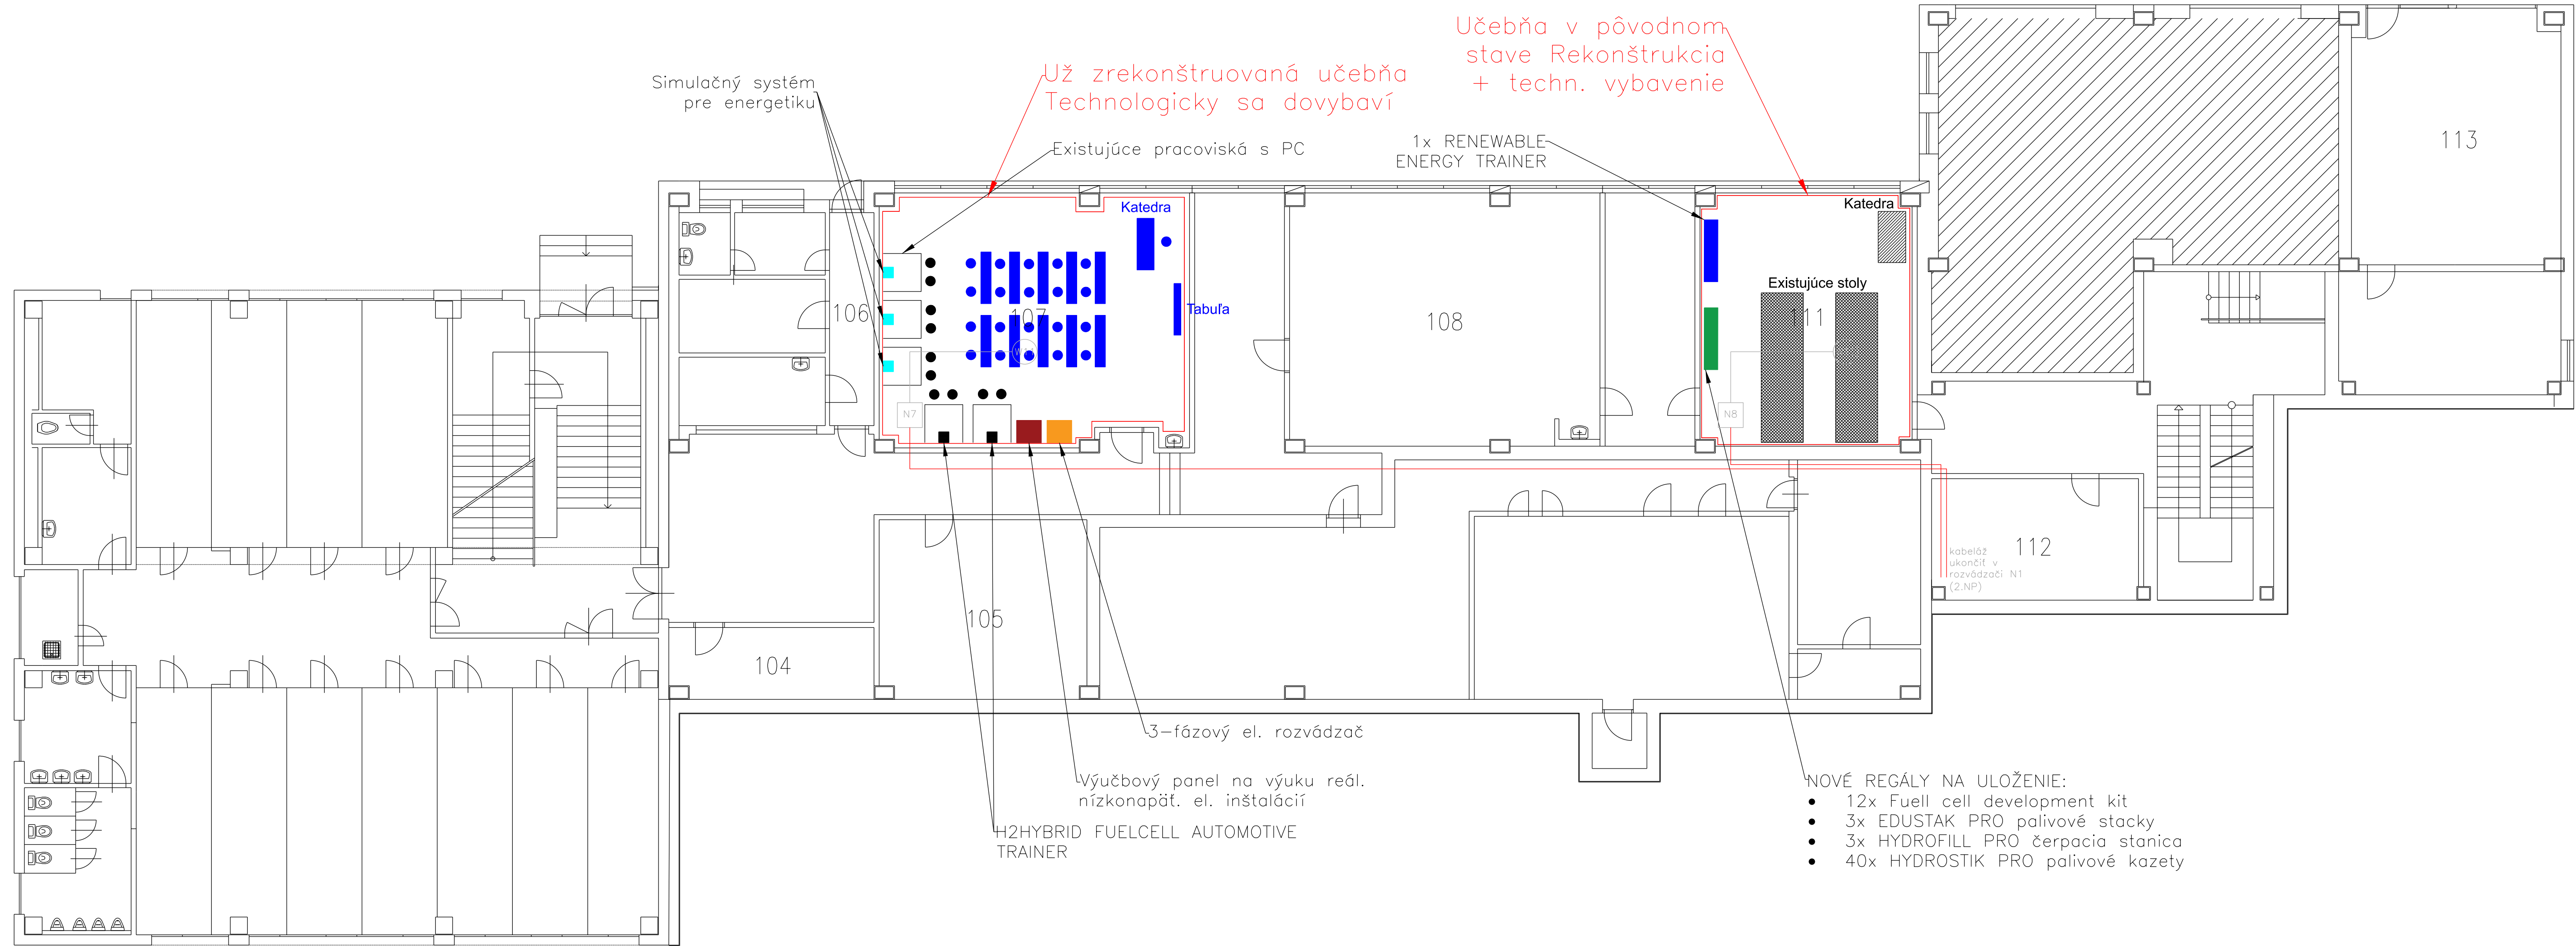 Učebňa v pôvodnom
stave Rekonštrukcia
+ techn. vybavenie
Už zrekonštruovaná učebňa
Technologicky sa dovybaví
Simulačný systém
pre energetiku
Existujúce pracoviská s PC
1x RENEWABLE
ENERGY TRAINER
113
Katedra
Katedra
Existujúce stoly
Tabuľa
106
107
108
111
N7
N8
112
kabeláž
ukončiť v
rozvádzači N1
(2.NP)
105
104
3-fázový el. rozvádzač
Výučbový panel na výuku reál.
nízkonapäť. el. inštalácií
H2HYBRID FUELCELL AUTOMOTIVE
TRAINER
NOVÉ REGÁLY NA ULOŽENIE:
• 12x Fuell cell development kit
• 3x EDUSTAK PRO palivové stacky
• 3x HYDROFILL PRO čerpacia stanica
• 40x HYDROSTIK PRO palivové kazety